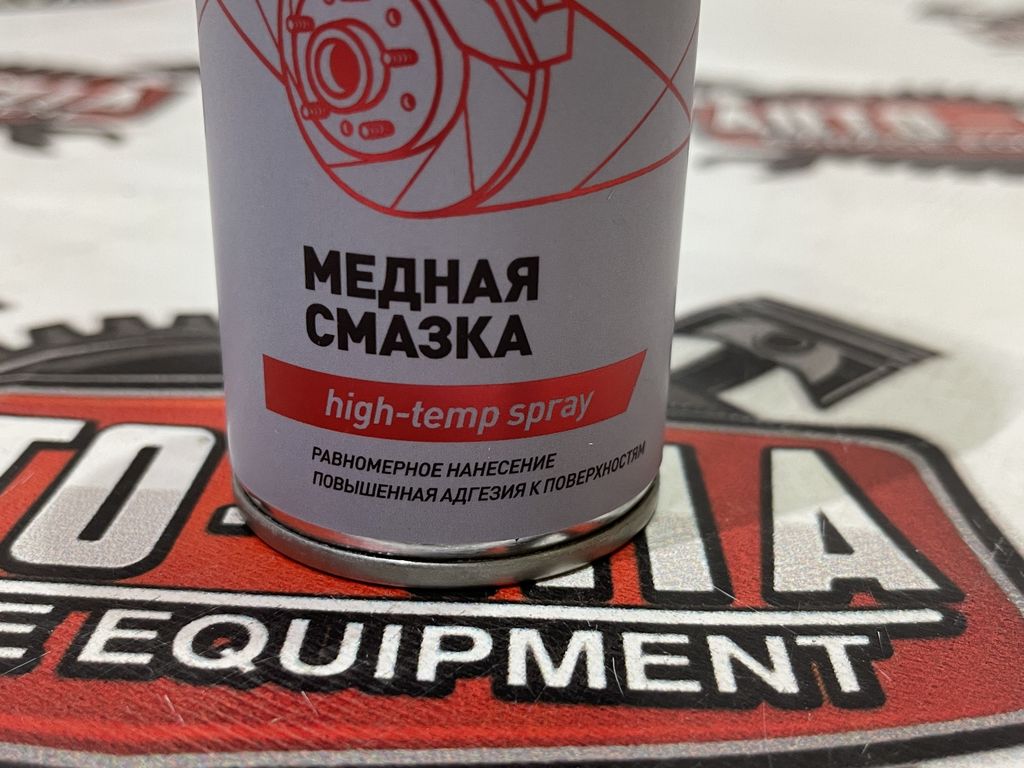 МЕДНАЯ
СМАЗКА
high-temp spray
РАВНОМЕРНОЕ НАНЕСЕНИЕ
ПОВЫШЕННАЯ АДГЕЗИЯ К ПОВЕРХНОСТЯМ
EQUIPMENT